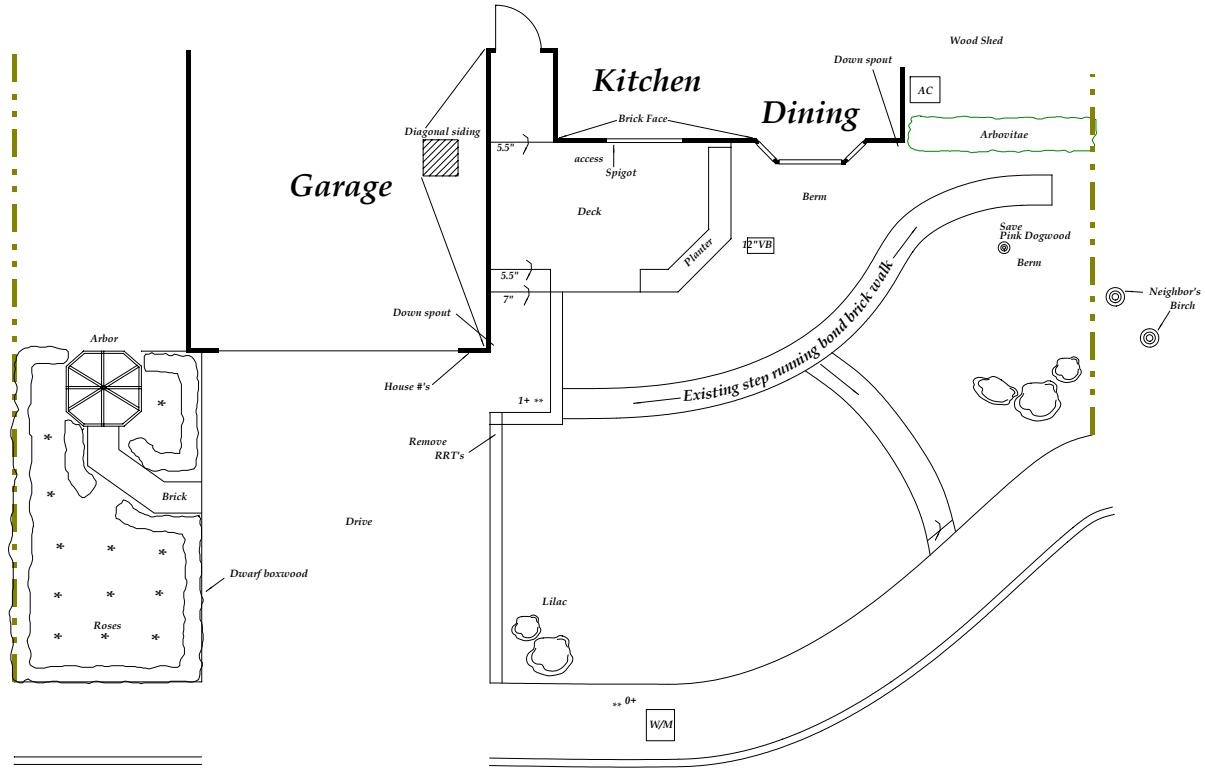 Wood Shed
Down spout
Kitchen
AC
Dining
Brick Face
Diagonal siding
Arbovitae
5.5"
access
Spigot
Garage
Berm
Deck
Save
Pink Dogwood
12"VB
Planter
Berm
5.5"
7"
Neighbor's
Birch
Down spout
Arbor
Existing step running bond brick walk
House #'s
1+ **
*
Remove
RRT's
*
*
Brick
Drive
* * *
Dwarf boxwood
* * *
Lilac
Roses
* * *
** 0+
W/M